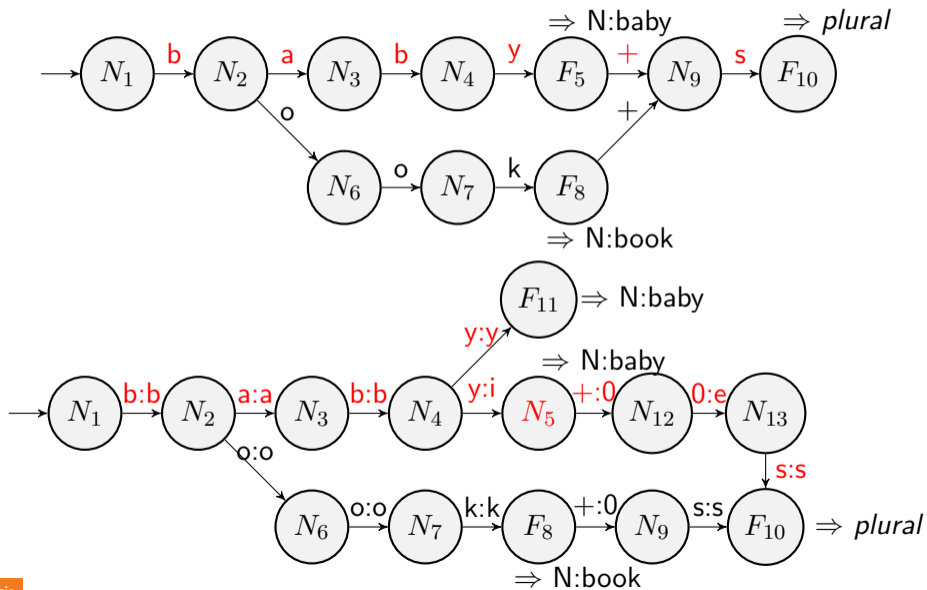 ⇒ N:baby ⇒ plural
b a b y + s
N1 N2 N3 N4 F5 N9 F10
o +
o k
N6 N7 F8
⇒ N:book
F11 ⇒ N:baby
y:y
⇒ N:baby
b:b a:a b:b y:i +:0 0:e
N1 N2 N3 N4 N5 N12 N13
o:o s:s
o:o k:k +:0 s:s
N6 N7 F8 N9 F10 ⇒ plural
⇒ N:book